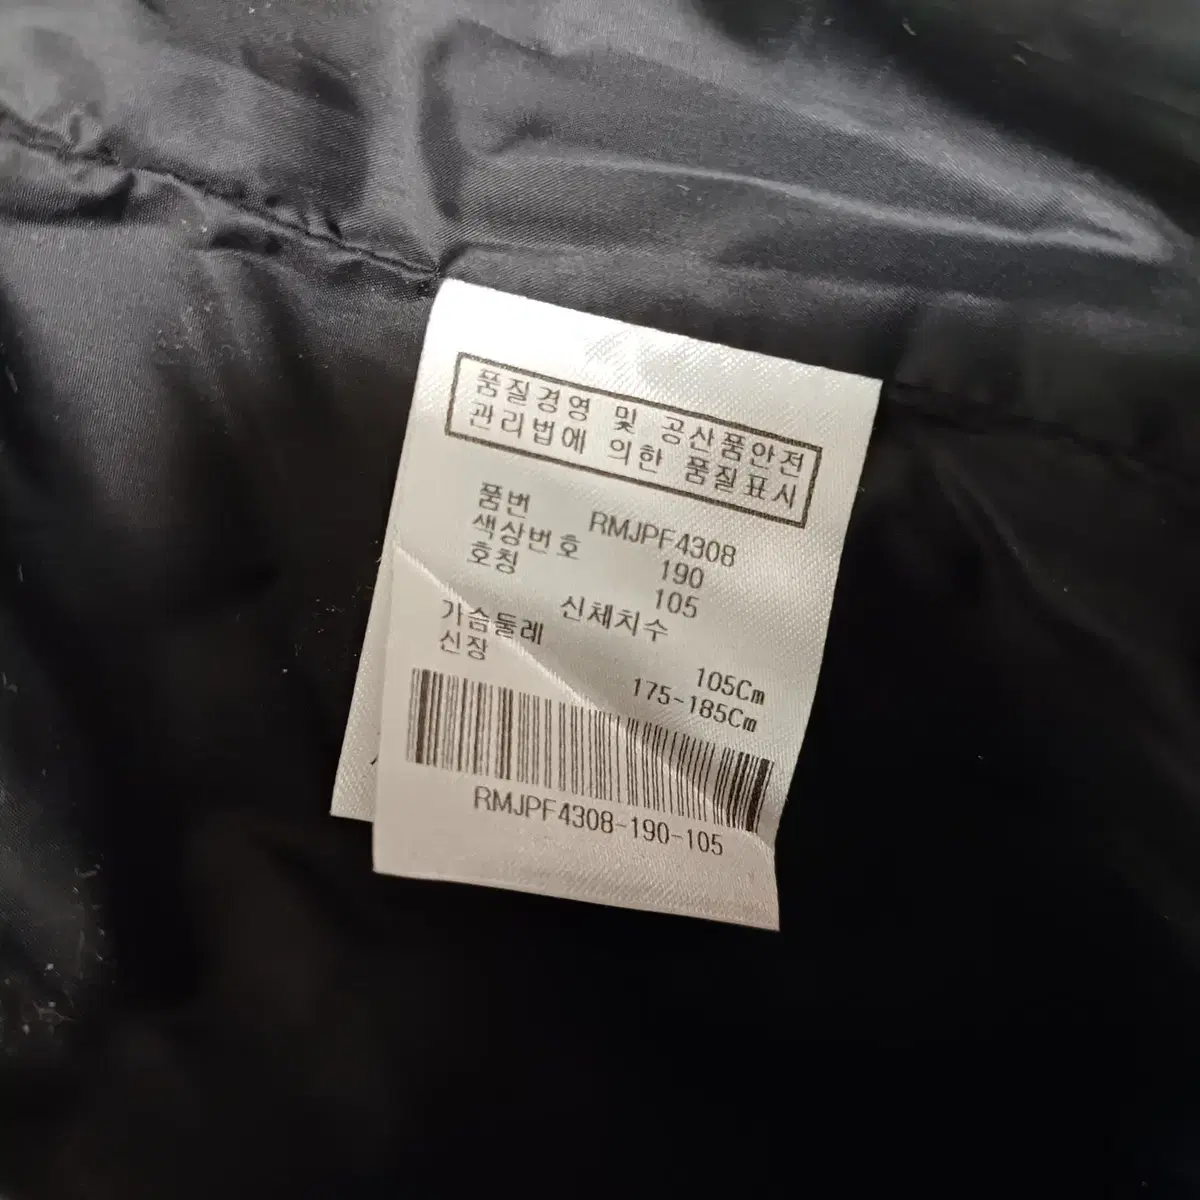 품질경영 및 공산품안전
관리법에 의한 품질표시
품번 RMJPF4308
색상번호 190
호칭 105
신체치수
가슴둘레 105Cm
신장 175-185Cm
RMJPF4308-190-105